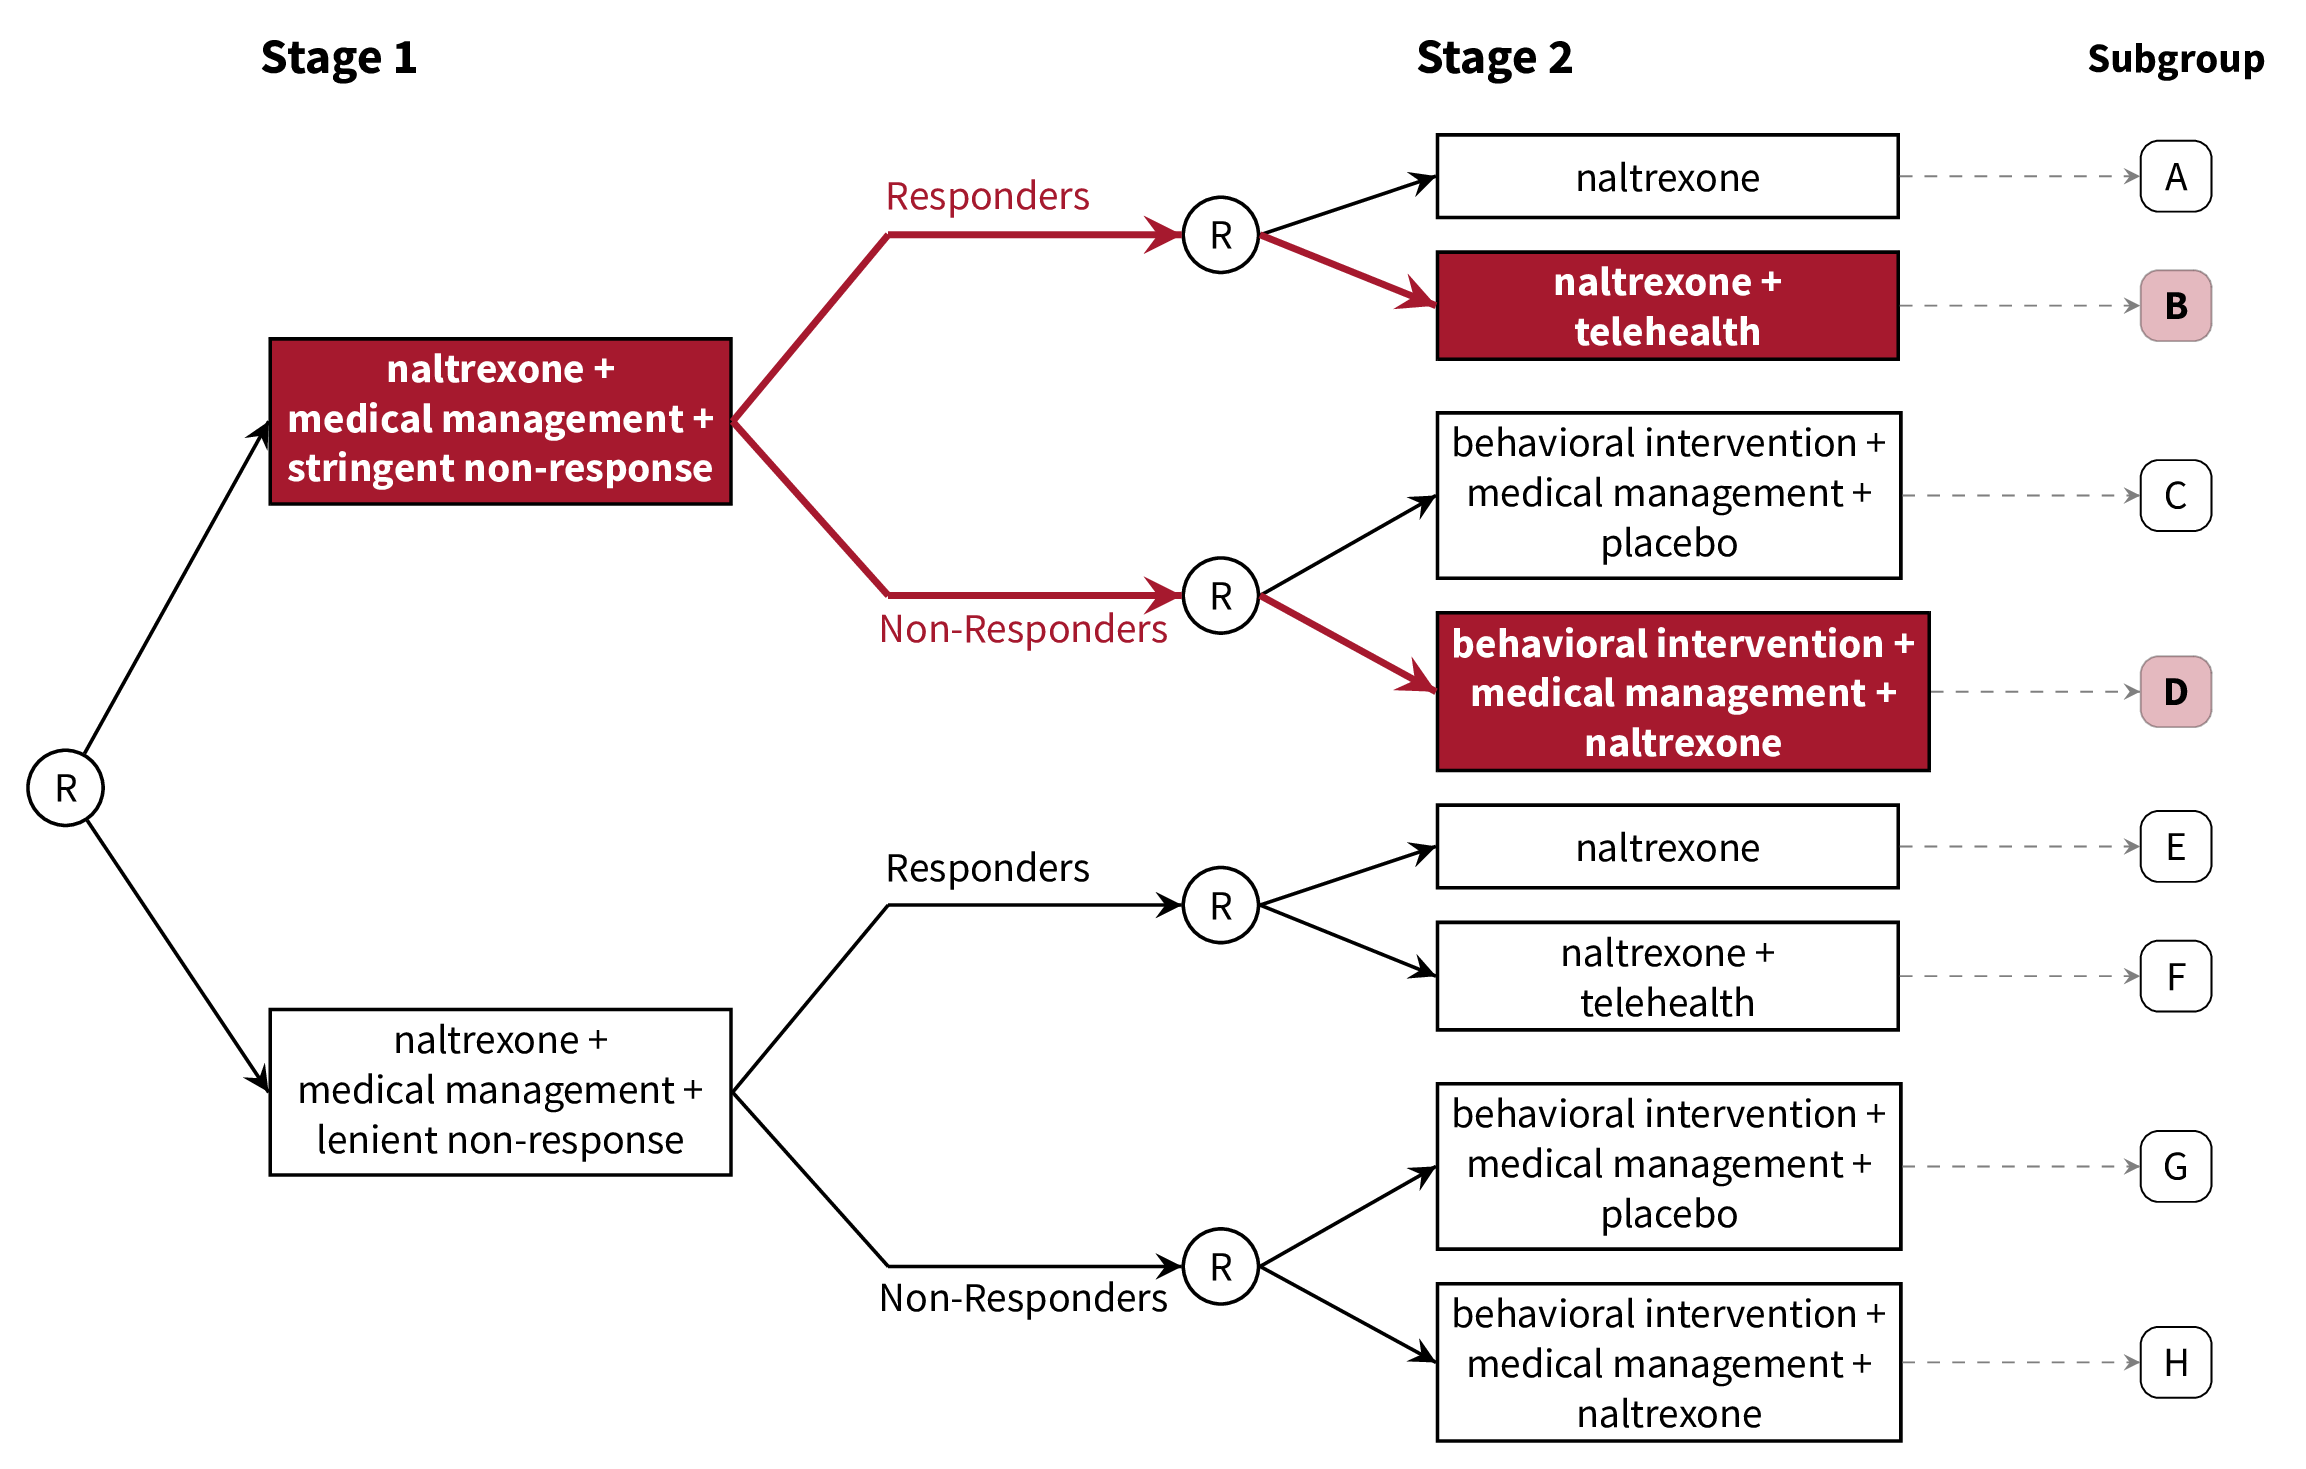 Stage 1
Stage 2
Subgroup
R
naltrexone +
medical management +
stringent non-response
Responders
R
naltrexone
A
naltrexone +
telehealth
B
Non-Responders
R
behavioral intervention +
medical management +
placebo
C
behavioral intervention +
medical management +
naltrexone
D
naltrexone +
medical management +
lenient non-response
Responders
R
naltrexone
E
naltrexone +
telehealth
F
Non-Responders
R
behavioral intervention +
medical management +
placebo
G
behavioral intervention +
medical management +
naltrexone
H